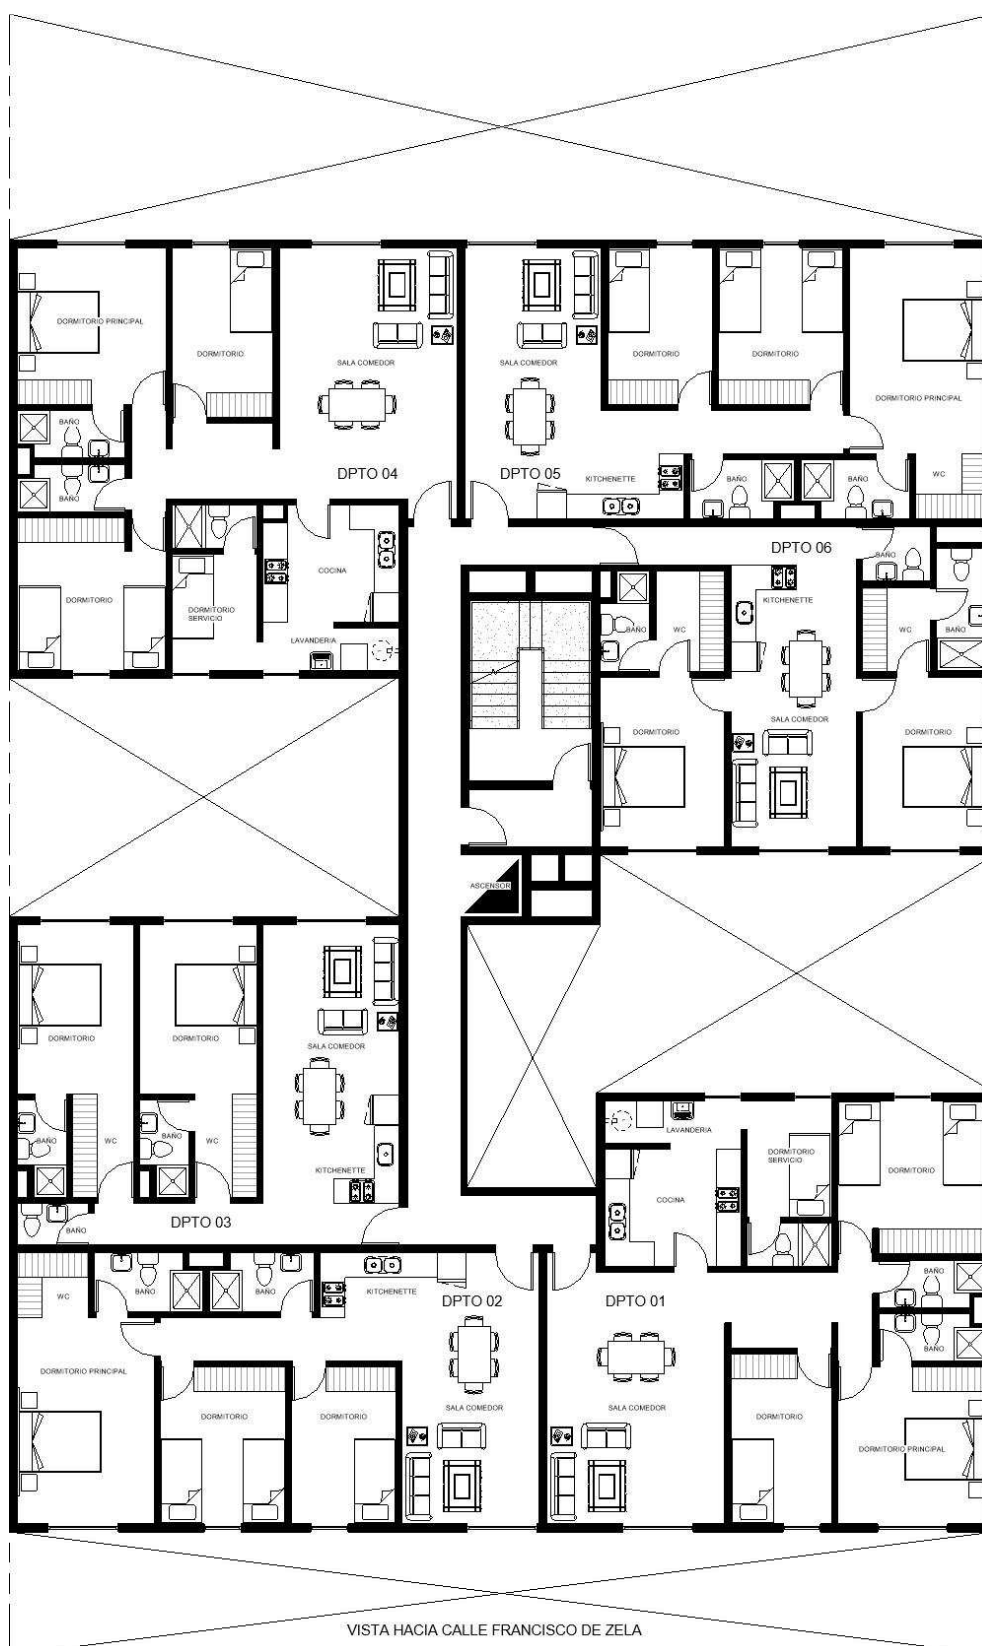 DORMITORIO PRINCIPAL
DORMITORIO
SALA COMEDOR
SALA COMEDOR
DORMITORIO
DORMITORIO
DORMITORIO PRINCIPAL
BAÑO
BAÑO
DPTO 04
DPTO 05
KITCHENETTE
BAÑO
BAÑO
WC
DORMITORIO
DORMITORIO
SERVICIO
COCINA
LAVANDERIA
DPTO 06
BAÑO
KITCHENETTE
BAÑO
WC
WC
BAÑO
SALA COMEDOR
DORMITORIO
DORMITORIO
ASCENSOR
DORMITORIO
DORMITORIO
SALA COMEDOR
BAÑO
WC
BAÑO
WC
KITCHENETTE
BAÑO
DPTO 03
LAVANDERIA
DORMITORIO
SERVICIO
DORMITORIO
COCINA
WC
BAÑO
BAÑO
KITCHENETTE
DPTO 02
DPTO 01
BAÑO
BAÑO
DORMITORIO PRINCIPAL
DORMITORIO
DORMITORIO
SALA COMEDOR
SALA COMEDOR
DORMITORIO
DORMITORIO PRINCIPAL
VISTA HACIA CALLE FRANCISCO DE ZELA